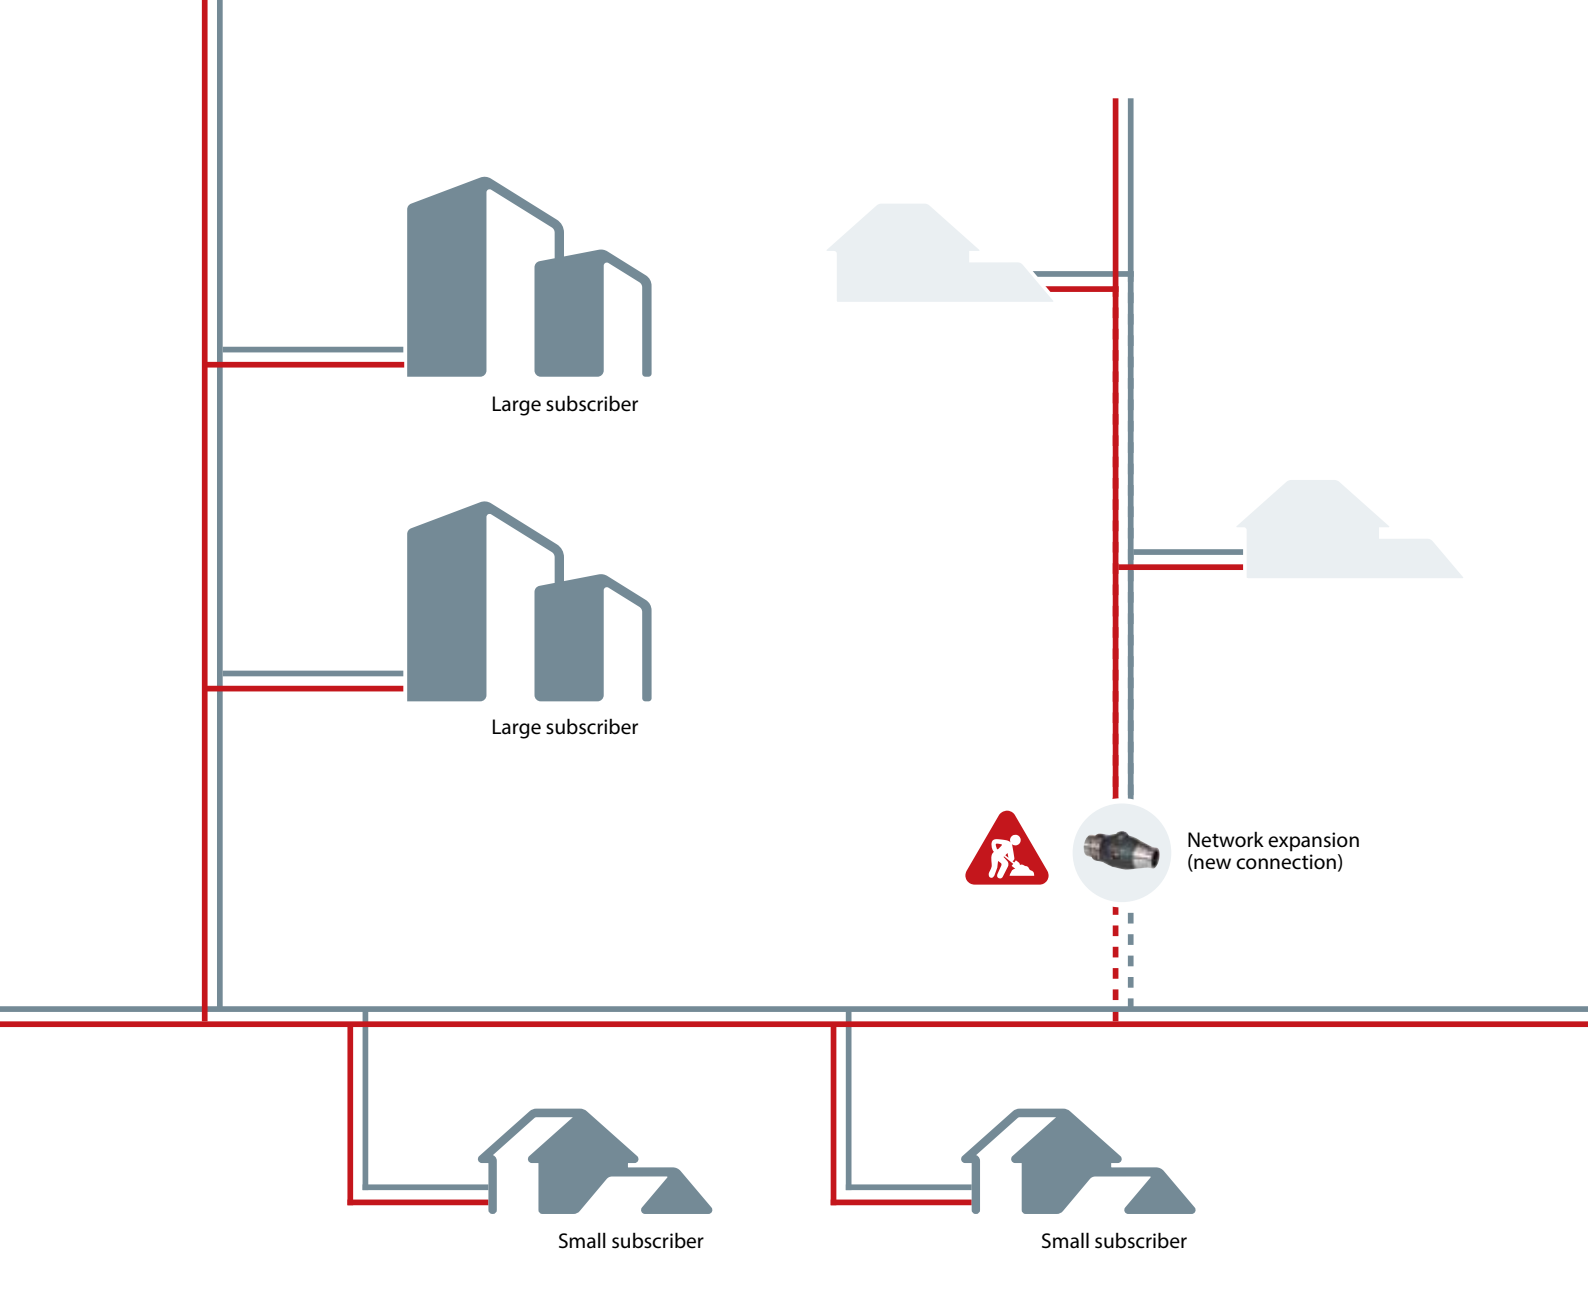 Large subscriber
Large subscriber
Network expansion
(new connection)
Small subscriber
Small subscriber